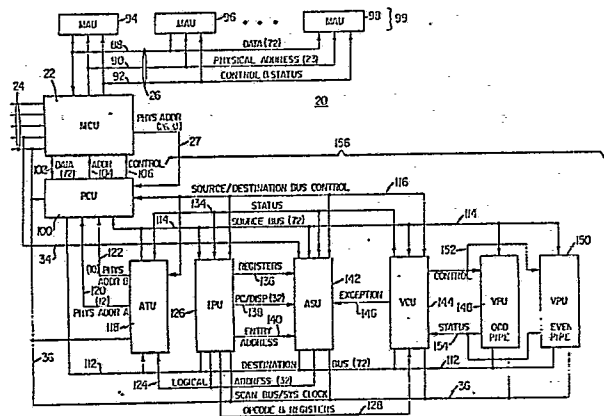 MAU 94 MAU 96 MAU 98 99
88 DATA (72)
90 PHYSICAL ADDRESS (23)
92 CONTROL & STATUS
26
22
24
20
MCU
PHYS ADDR
27
156
DATA (72) ADDR CONTROL
102 104 106
PCU
100
SOURCE/DESTINATION BUS CONTROL 116
134 STATUS
114 SOURCE BUS (72) 114
34
122
PHYS ADDR B
120 (12)
PHYS ADDR A
118 ATU
126 IPU
REGISTERS
136
PC/DISP (32)
138
ENTRY ADDRESS
140
ASU 142
EXCEPTION
146
VCU 144
152
CONTROL
148
STATUS
154
VPU ODD PIPE
VPU EVEN PIPE
150
36
112 DESTINATION BUS (72) 112
124 LOGICAL ADDRESS (32)
SCAN BUS/SYS CLOCK 36
OPCODE & REGISTERS 128